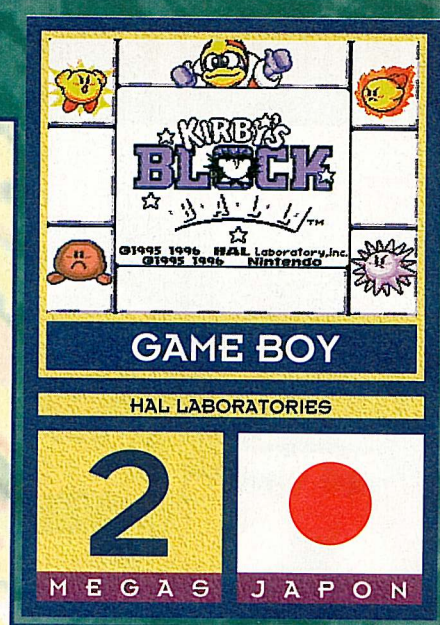 KIRBY'S
BLOCK
BALL TM
©1995 1996 HAL Laboratory,inc.
©1995 1996 Nintendo
GAME BOY
HAL LABORATORIES
2
MEGAS
JAPON